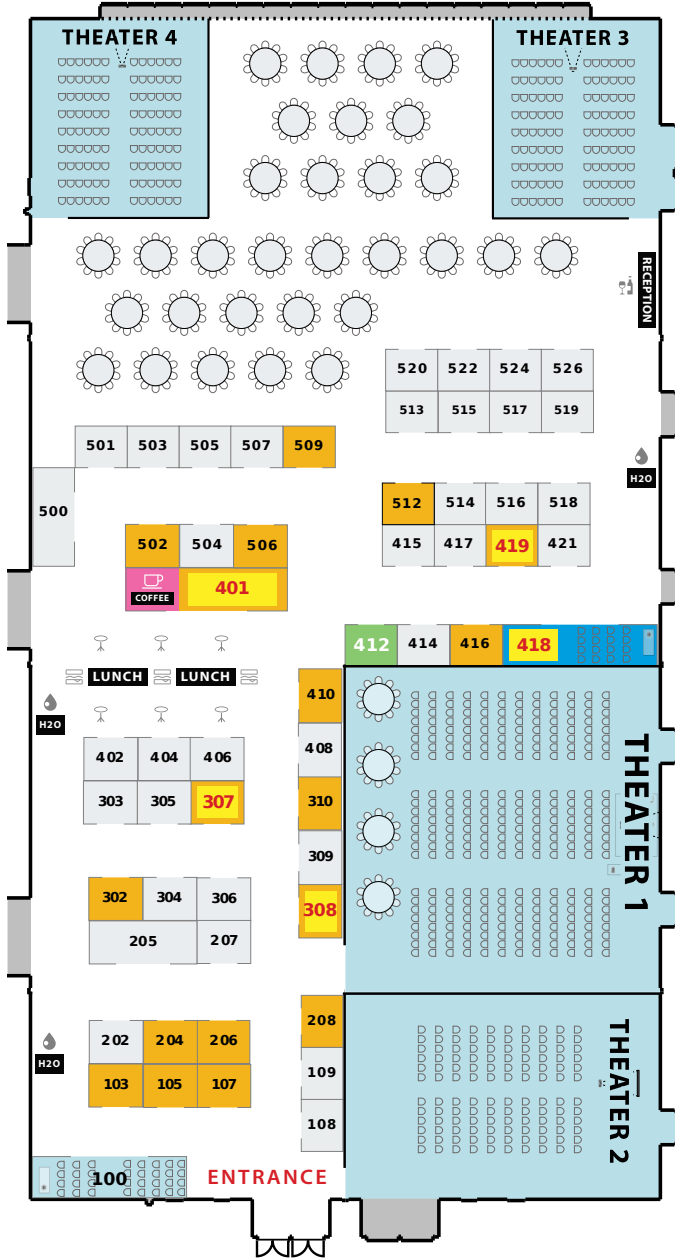 THEATER 4
THEATER 3
RECEPTION
520 522 524 526
513 515 517 519
501 503 505 507 509
H2O
500
512 514 516 518
415 417 419 421
502 504 506
COFFEE 401
412 414 416 418
LUNCH LUNCH
H2O
410
408
402 404 406
303 305 307
310
309
308
THEATER 1
302 304 306
205 207
208
109
108
THEATER 2
202 204 206
103 105 107
H2O
100
ENTRANCE